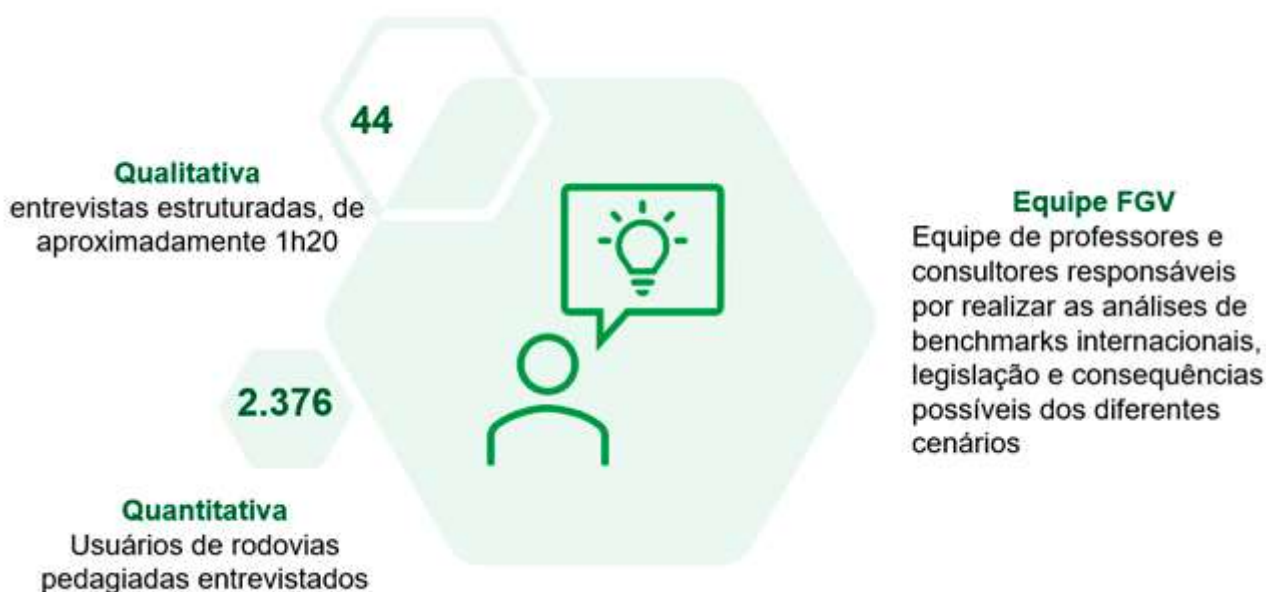 44
Qualitativa
entrevistas estruturadas, de
aproximadamente 1h20
2.376
Quantitativa
Usuários de rodovias
pedagiadas entrevistados
Equipe FGV
Equipe de professores e
consultores responsáveis
por realizar as análises de
benchmarks internacionais,
legislação e consequências
possíveis dos diferentes
cenários